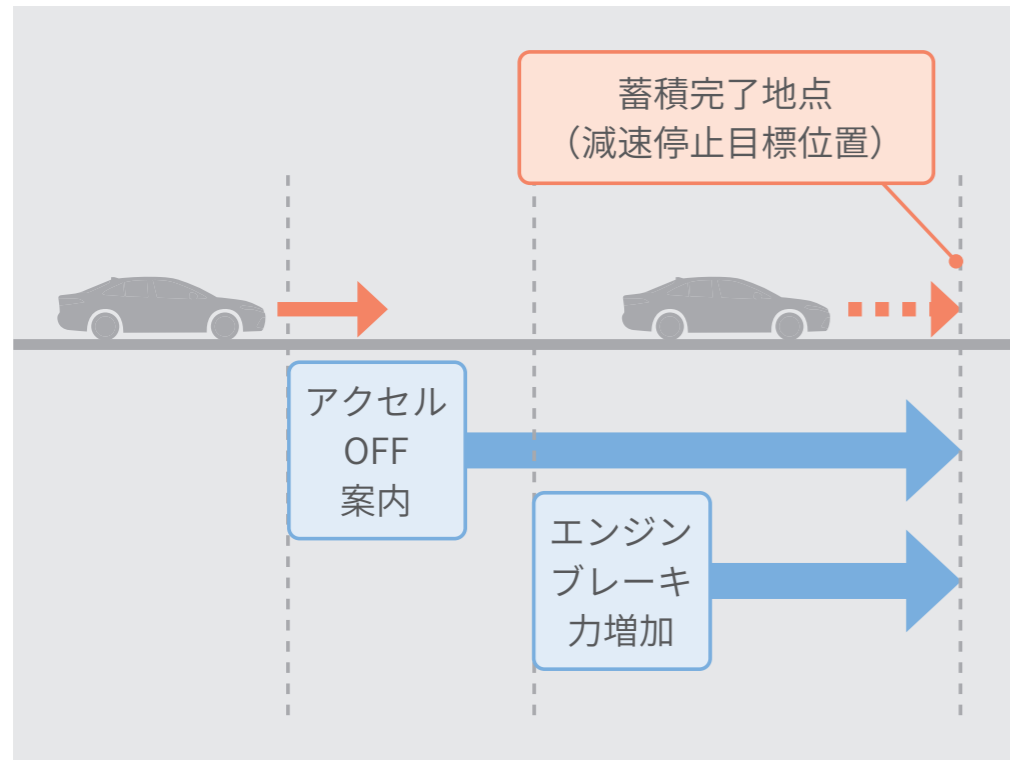 蓄積完了地点
（減速停止目標位置）
アクセル
OFF
案内
エンジン
ブレーキ
力増加